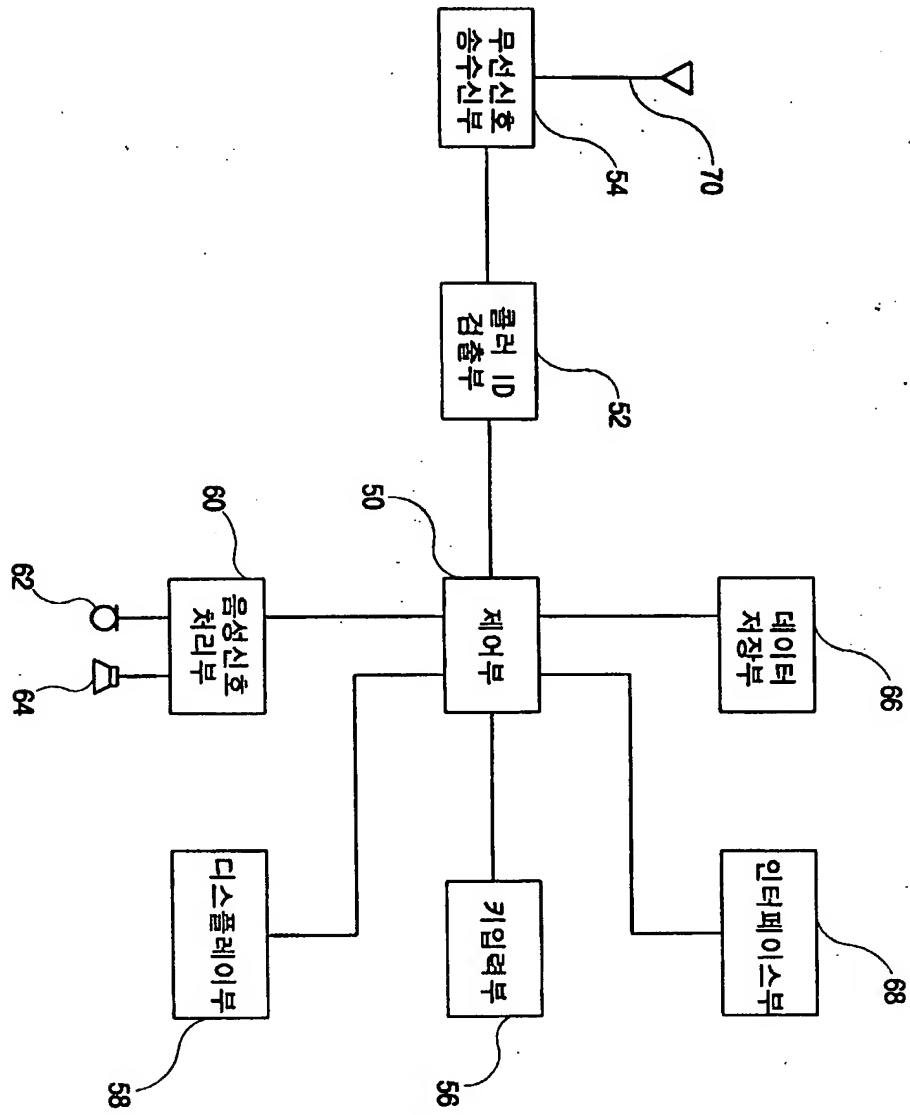 66
데이터
저장부
68
인터페이스부
70
54
무선신호
송수신부
52
콜러 ID
검출부
50
제어부
키입력부
56
60
음성신호
처리부
62
64
디스플레이부
58